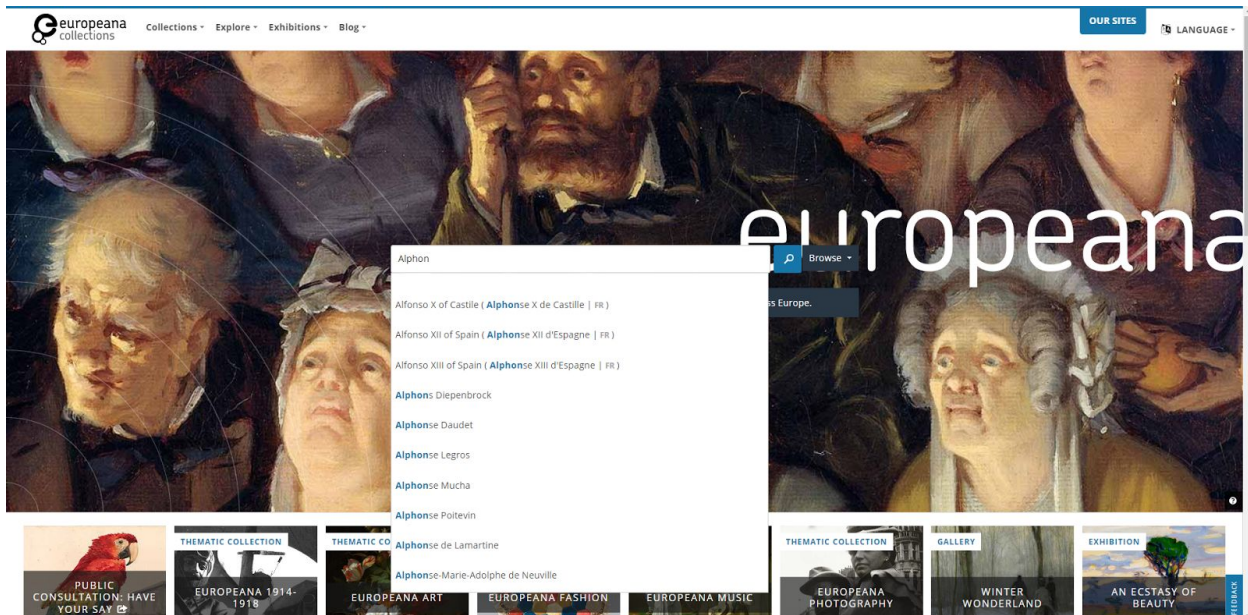 europeana
collections
Collections
Explore
Exhibitions
Blog
OUR SITES
LANGUAGE
europeana
Alphon
Browse
ss Europe.
Alfonso X of Castile ( Alphonse X de Castille | FR )
Alfonso XII of Spain ( Alphonse XII d'Espagne | FR )
Alfonso XIII of Spain ( Alphonse XIII d'Espagne | FR )
Alphons Diepenbrock
Alphonse Daudet
Alphonse Legros
Alphonse Mucha
Alphonse Poitevin
Alphonse de Lamartine
Alphonse-Marie-Adolphe de Neuville
PUBLIC
CONSULTATION: HAVE
YOUR SAY
THEMATIC COLLECTION
EUROPEANA 1914-
1918
THEMATIC CO
EUROPEANA ART
EUROPEANA FASHION
EUROPEANA MUSIC
THEMATIC COLLECTION
EUROPEANA
PHOTOGRAPHY
GALLERY
WINTER
WONDERLAND
EXHIBITION
AN ECSTASY OF
BEAUTY
FEEDBACK